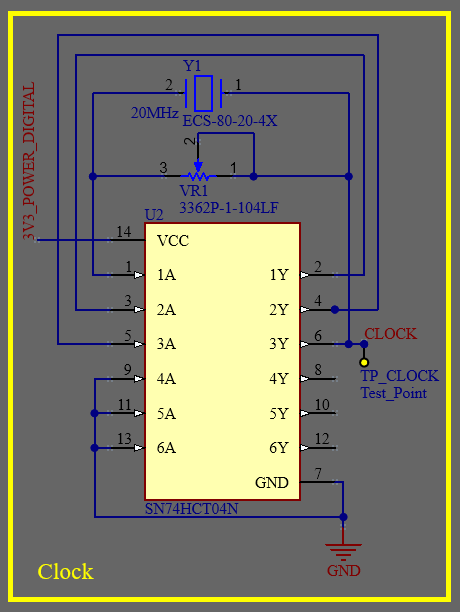 Y1
2
1
20MHz
ECS-80-20-4X
3V3_POWER_DIGITAL
2
3
1
VR1
3362P-1-104LF
U2
14 VCC
1 1A 1Y 2
3 2A 2Y 4
5 3A 3Y 6
CLOCK
9 4A 4Y 8
TP_CLOCK
Test_Point
11 5A 5Y 10
13 6A 6Y 12
GND 7
SN74HCT04N
GND
Clock